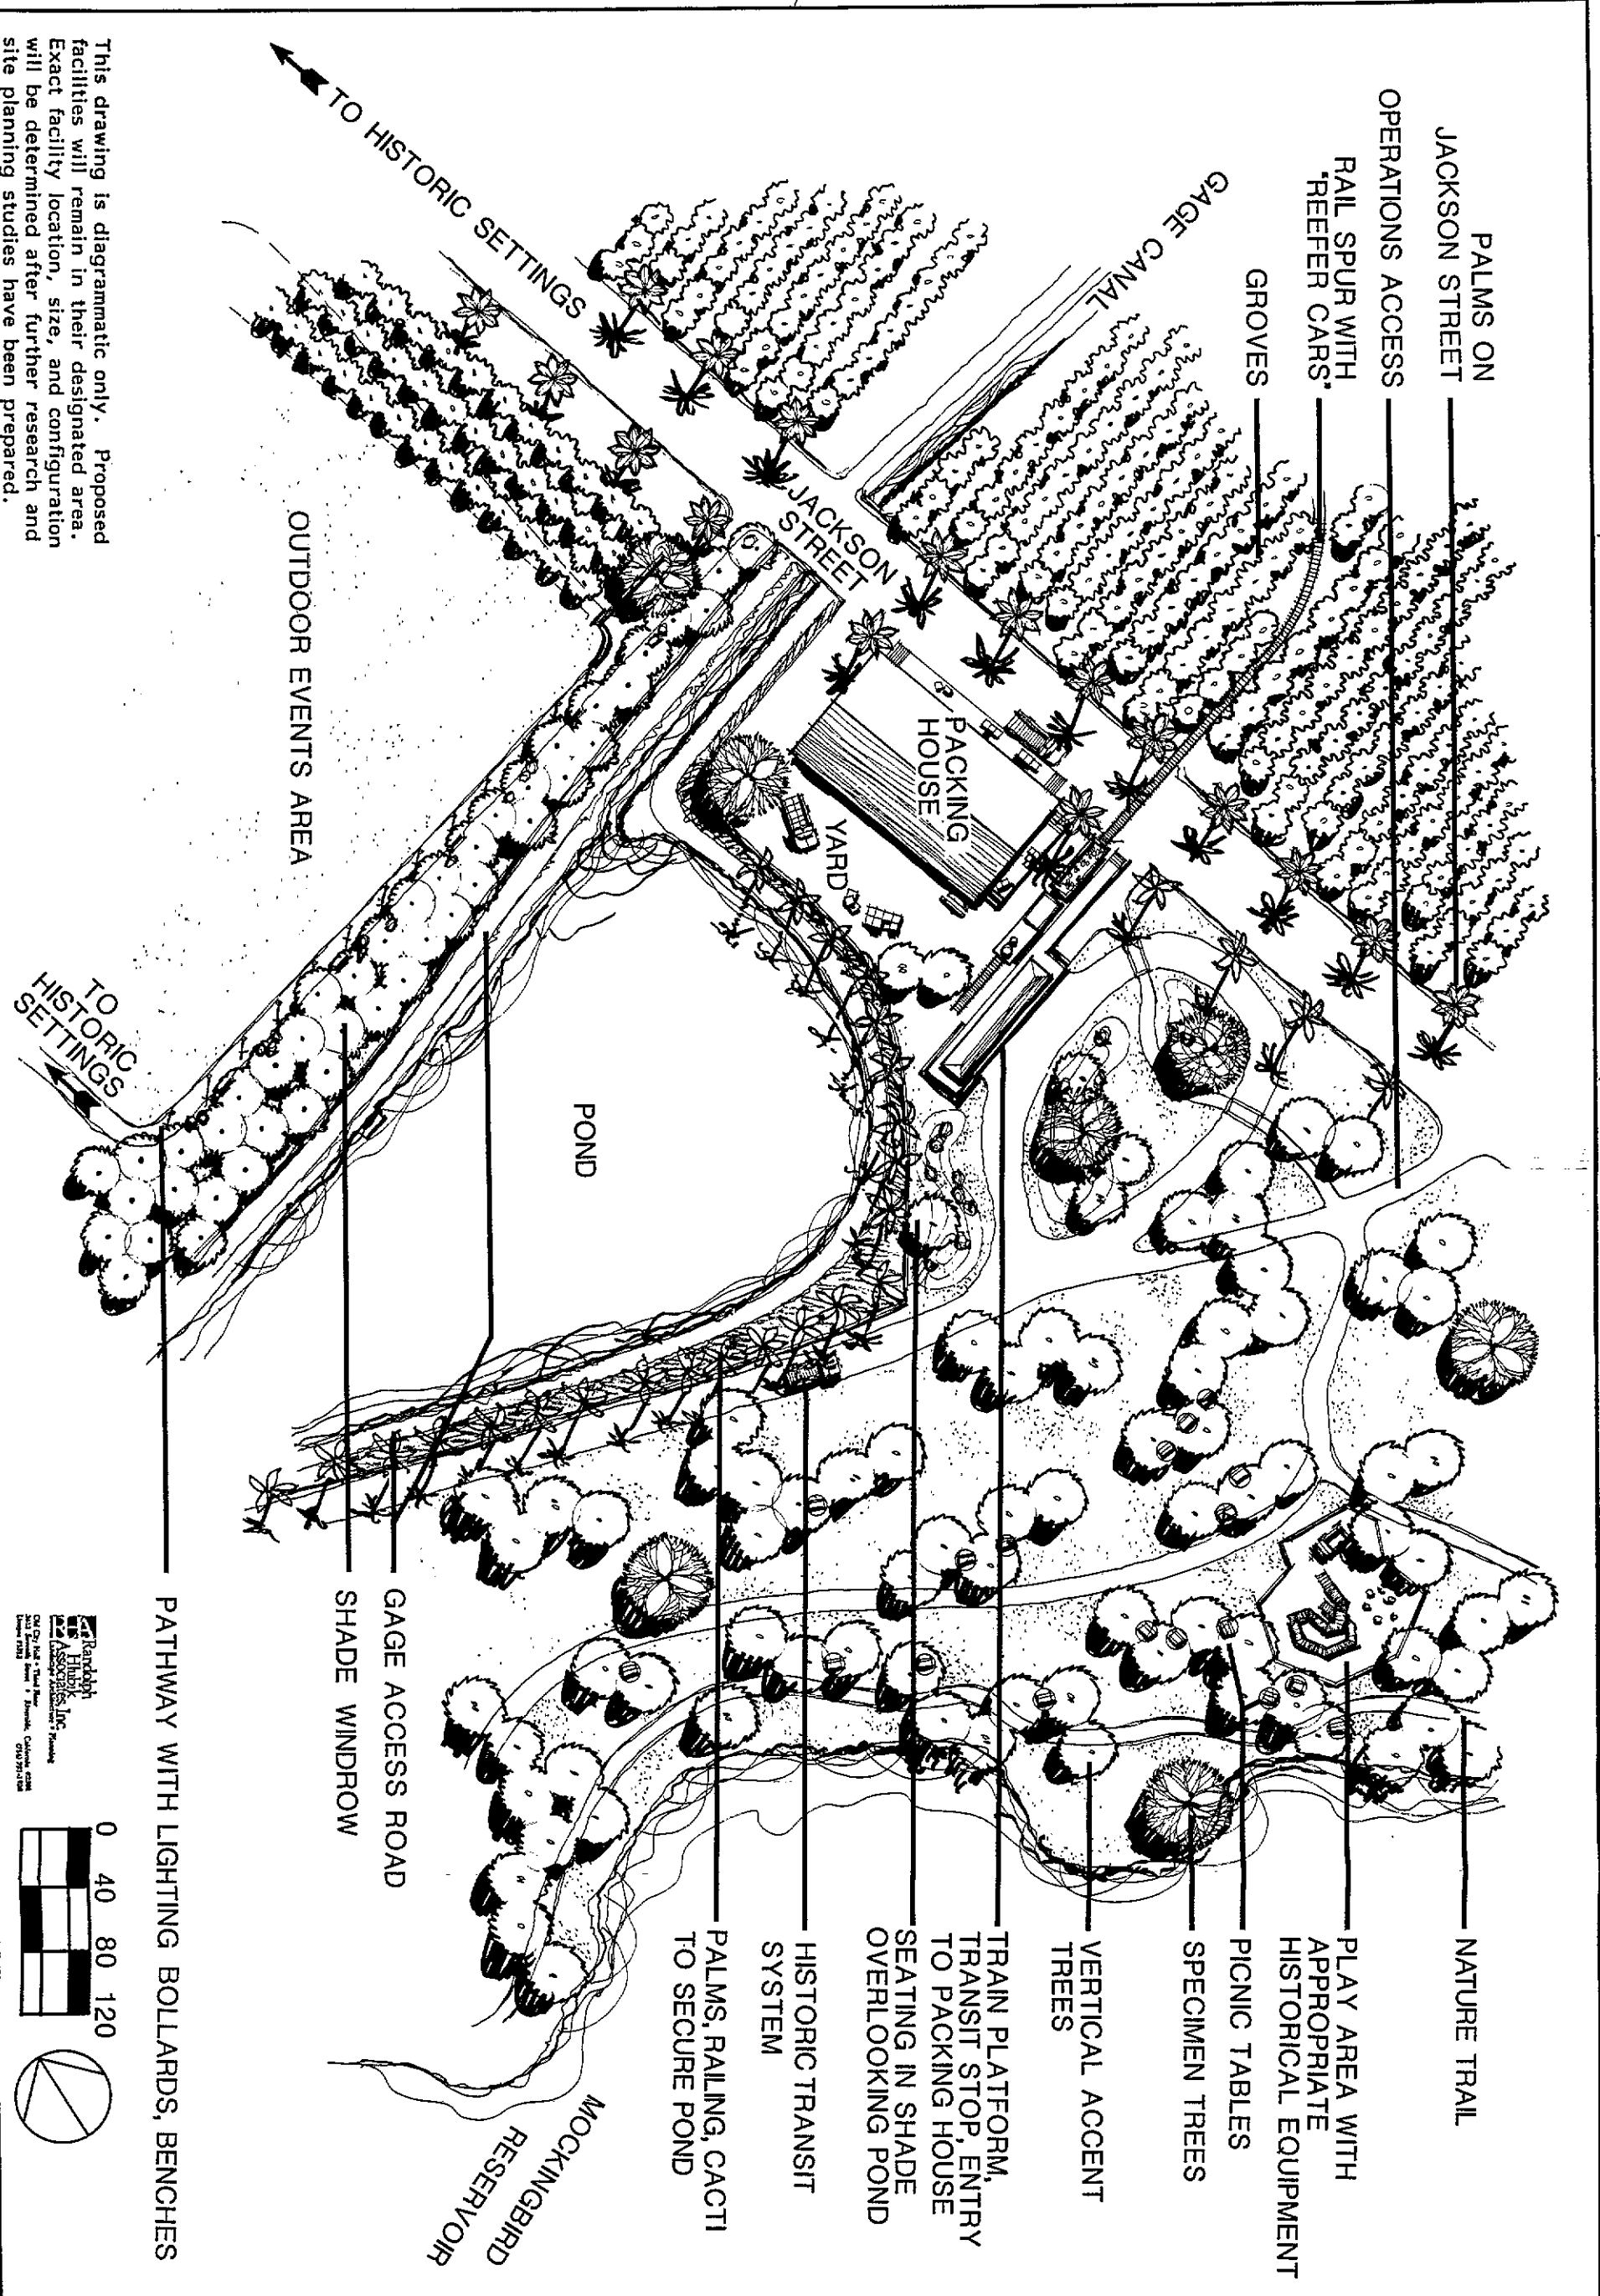 PALMS ON
JACKSON STREET
OPERATIONS ACCESS
RAIL SPUR WITH
"REEFER CARS"
GROVES
GAGE CANAL
TO HISTORIC SETTINGS
JACKSON
STREET
PACKING
HOUSE
YARD
POND
OUTDOOR EVENTS AREA
TO
HISTORIC
SETTINGS
NATURE TRAIL
PLAY AREA WITH
APPROPRIATE
HISTORICAL EQUIPMENT
PICNIC TABLES
SPECIMEN TREES
VERTICAL ACCENT
TREES
TRAIN PLATFORM,
TRANSIT STOP, ENTRY
TO PACKING HOUSE
SEATING IN SHADE
OVERLOOKING POND
HISTORIC TRANSIT
SYSTEM
PALMS, RAILING, CACTI
TO SECURE POND
MOCKINGBIRD
RESERVOIR
GAGE ACCESS ROAD
SHADE WINDROW
PATHWAY WITH LIGHTING BOLLARDS, BENCHES
This drawing is diagrammatic only. Proposed
facilities will remain in their designated area.
Exact facility location, size, and configuration
will be determined after further research and
site planning studies have been prepared.
Randolph
Hlubik
Associates, Inc.
Landscape Architecture • Planning
0 40 80 120